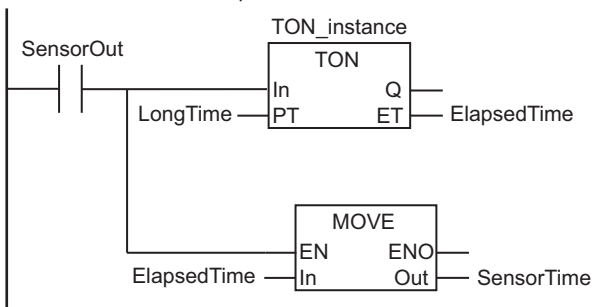 TON_instance
SensorOut
TON
In Q
LongTime PT ET ElapsedTime
MOVE
EN ENO
ElapsedTime In Out SensorTime